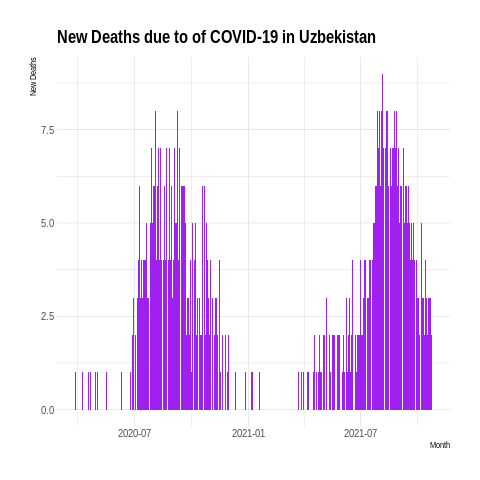 New Deaths due to of COVID-19 in Uzbekistan
New Deaths
7.5
5.0
2.5
0.0
2020-07 2021-01 2021-07
Month